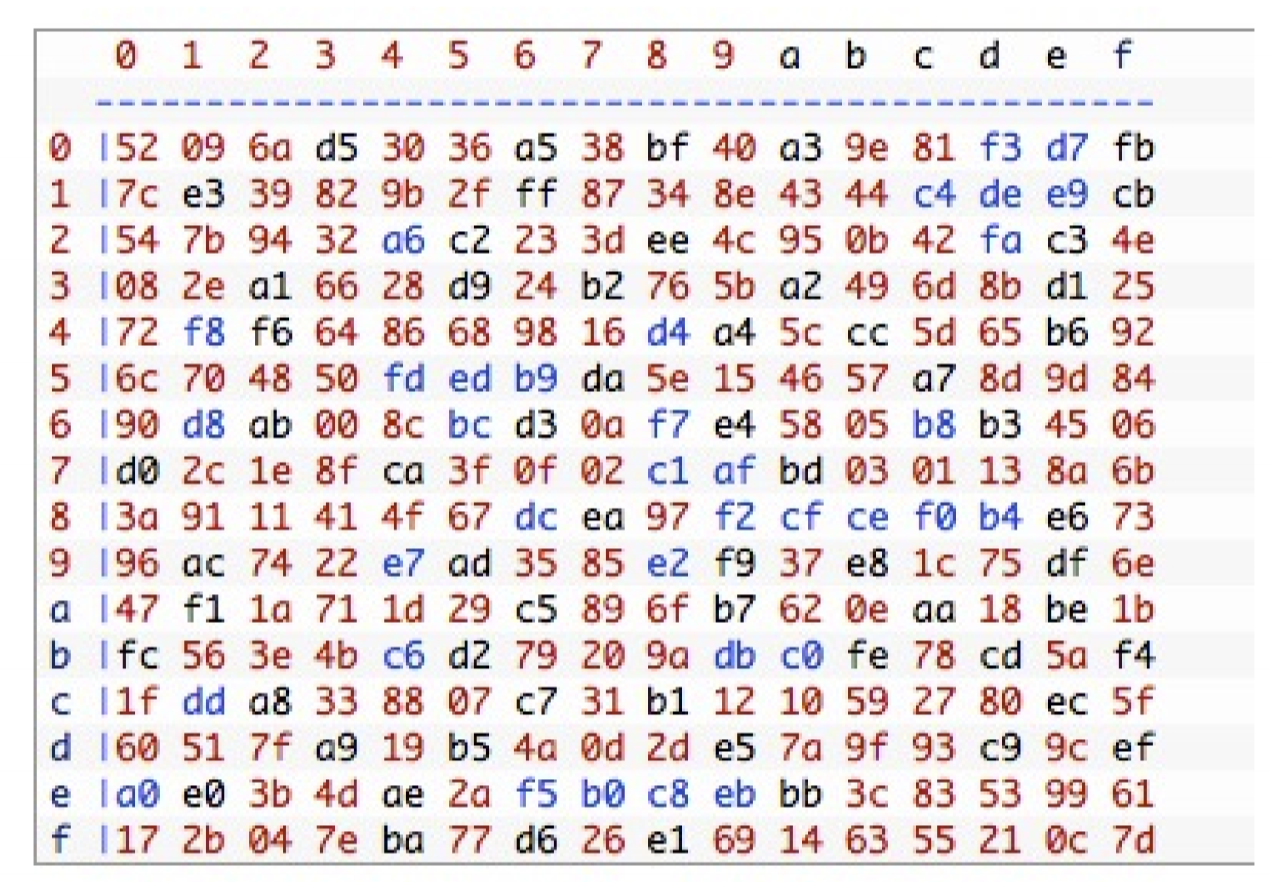 0 1 2 3 4 5 6 7 8 9 a b c d e f
------------------------------------------------
0 |52 09 6a d5 30 36 a5 38 bf 40 a3 9e 81 f3 d7 fb
1 |7c e3 39 82 9b 2f ff 87 34 8e 43 44 c4 de e9 cb
2 |54 7b 94 32 a6 c2 23 3d ee 4c 95 0b 42 fa c3 4e
3 |08 2e a1 66 28 d9 24 b2 76 5b a2 49 6d 8b d1 25
4 |72 f8 f6 64 86 68 98 16 d4 a4 5c cc 5d 65 b6 92
5 |6c 70 48 50 fd ed b9 da 5e 15 46 57 a7 8d 9d 84
6 |90 d8 ab 00 8c bc d3 0a f7 e4 58 05 b8 b3 45 06
7 |d0 2c 1e 8f ca 3f 0f 02 c1 af bd 03 01 13 8a 6b
8 |3a 91 11 41 4f 67 dc ea 97 f2 cf ce f0 b4 e6 73
9 |96 ac 74 22 e7 ad 35 85 e2 f9 37 e8 1c 75 df 6e
a |47 f1 1a 71 1d 29 c5 89 6f b7 62 0e aa 18 be 1b
b |fc 56 3e 4b c6 d2 79 20 9a db c0 fe 78 cd 5a f4
c |1f dd a8 33 88 07 c7 31 b1 12 10 59 27 80 ec 5f
d |60 51 7f a9 19 b5 4a 0d 2d e5 7a 9f 93 c9 9c ef
e |a0 e0 3b 4d ae 2a f5 b0 c8 eb bb 3c 83 53 99 61
f |17 2b 04 7e ba 77 d6 26 e1 69 14 63 55 21 0c 7d